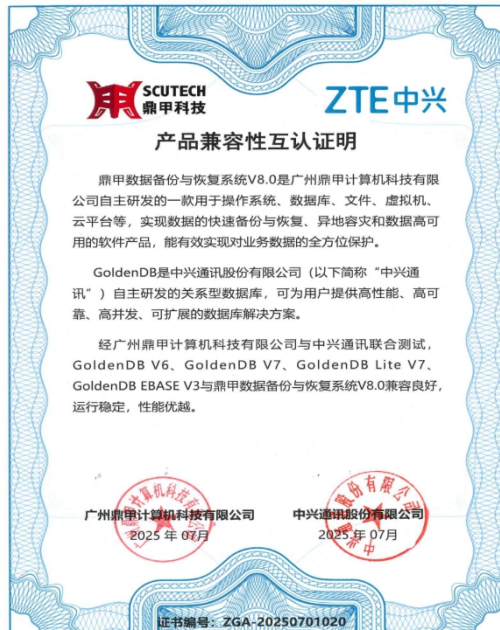 SCUTECH
鼎甲科技
ZTE中兴
产品兼容性互认证明
鼎甲数据备份与恢复系统V8.0是广州鼎甲计算机科技有限
公司自主研发的一款用于操作系统、数据库、文件、虚拟机、
云平台等，实现数据的快速备份与恢复、异地容灾和数据高可
用的软件产品，能有效实现对业务数据的全方位保护。
GoldenDB是中兴通讯股份有限公司（以下简称“中兴通
讯”）自主研发的关系型数据库，可为用户提供高性能、高可
靠、高并发、可扩展的数据库解决方案。
经广州鼎甲计算机科技有限公司与中兴通讯联合测试，
GoldenDB V6、GoldenDB V7、GoldenDB Lite V7、
GoldenDB EBASE V3与鼎甲数据备份与恢复系统V8.0兼容良好，
运行稳定，性能优越。
广州鼎甲计算机科技有限公司
中兴通讯股份有限公司
2025 年 07月
2025 年 07月
证书编号：ZGA-20250701020